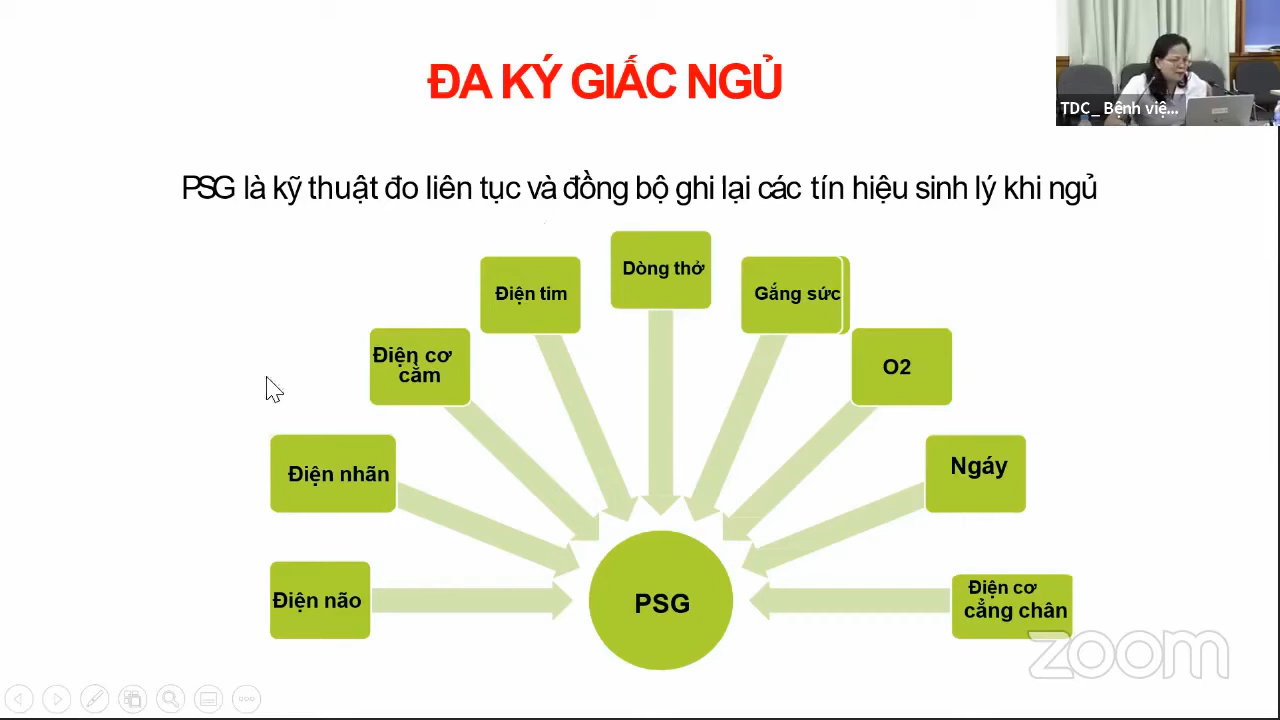 ĐA KÝ GIẤC NGỦ
TDC_ Bệnh việ...
PSG là kỹ thuật đo liên tục và đồng bộ ghi lại các tín hiệu sinh lý khi ngủ
Dòng thở
Điện tim
Gắng sức
Điện cơ
cằm
O2
Điện nhãn
Ngáy
Điện não
PSG
Điện cơ
cẳng chân
zoom